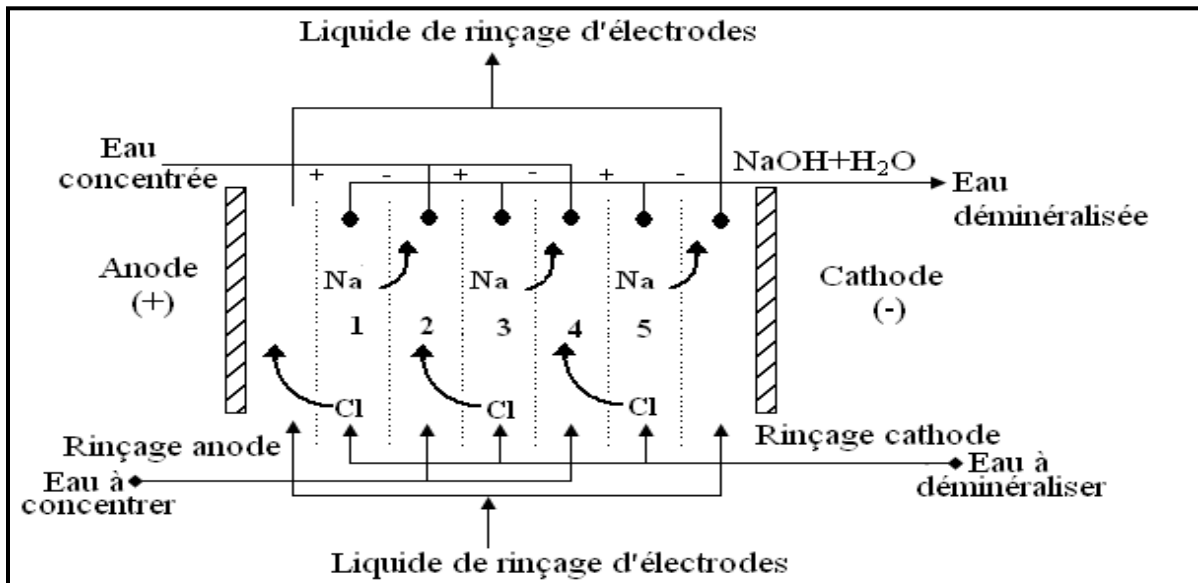 Liquide de rinçage d'électrodes
Eau
concentrée
NaOH+H₂O
+ - + - + -
Eau
déminéralisée
Anode
(+)
Na Na Na
Cathode
(-)
1 2 3 4 5
Cl Cl Cl
Rinçage anode
Rinçage cathode
Eau à
concentrer
Eau à
déminéraliser
Liquide de rinçage d'électrodes